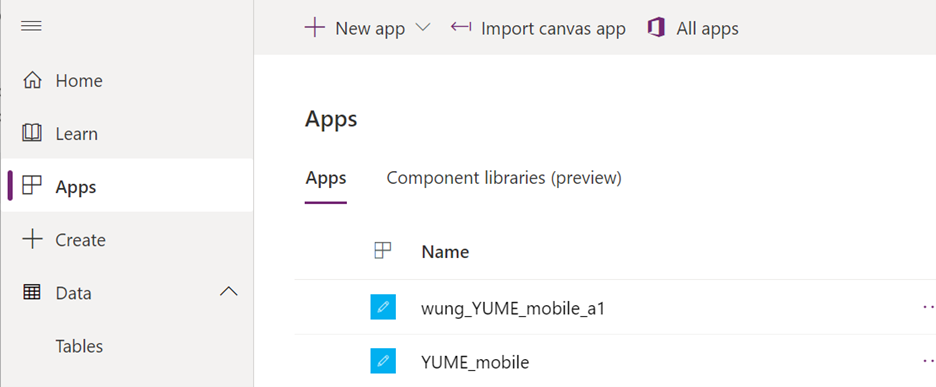 New app
Import canvas app
All apps
Home
Learn
Apps
Create
Data
Tables
Apps
Apps
Component libraries (preview)
Name
wung_YUME_mobile_a1
YUME_mobile